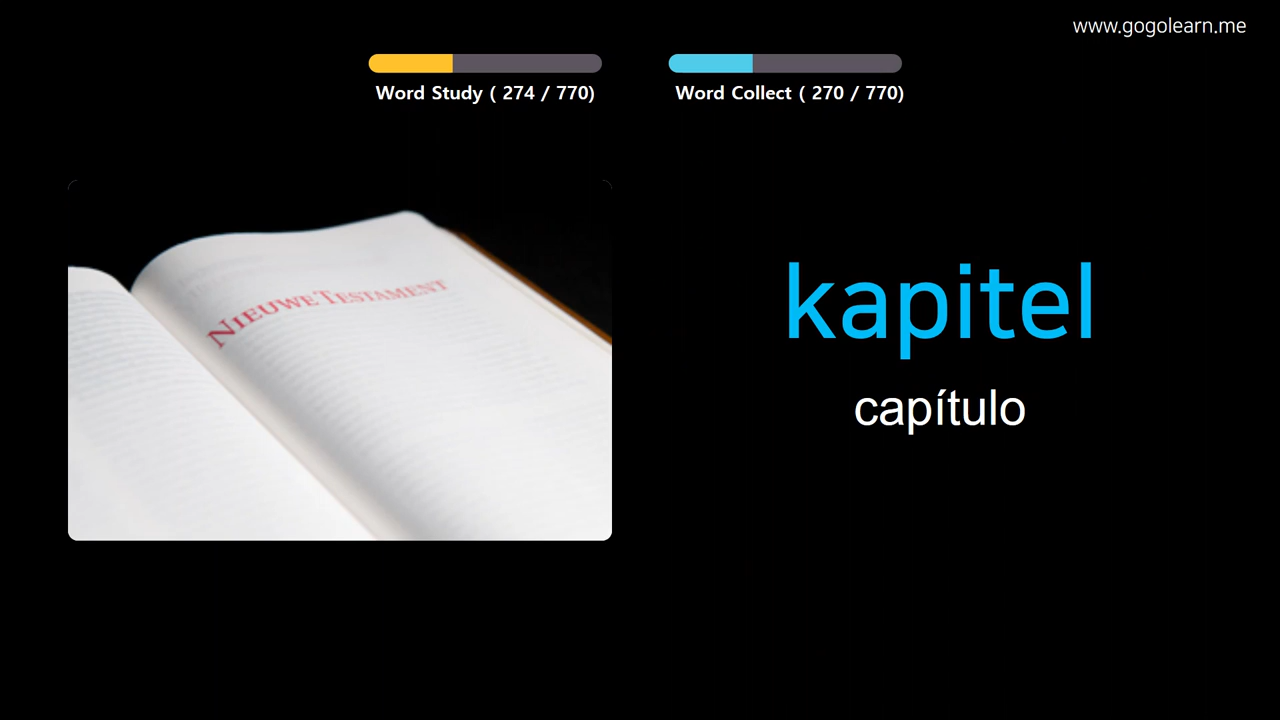 www.gogolearn.me
Word Study ( 274 / 770)
Word Collect ( 270 / 770)
NIEUWE TESTAMENT
kapitel
capítulo